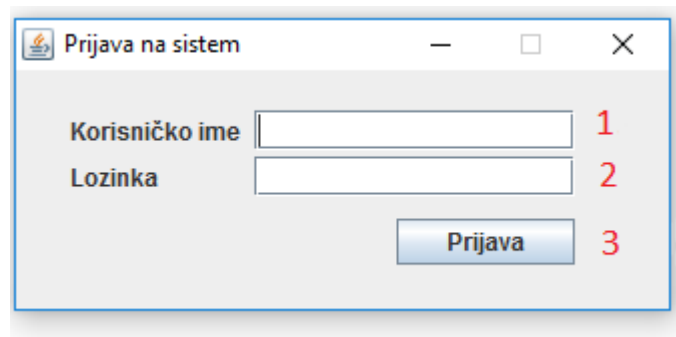 Prijava na sistem
Korisničko ime 1
Lozinka 2
Prijava 3